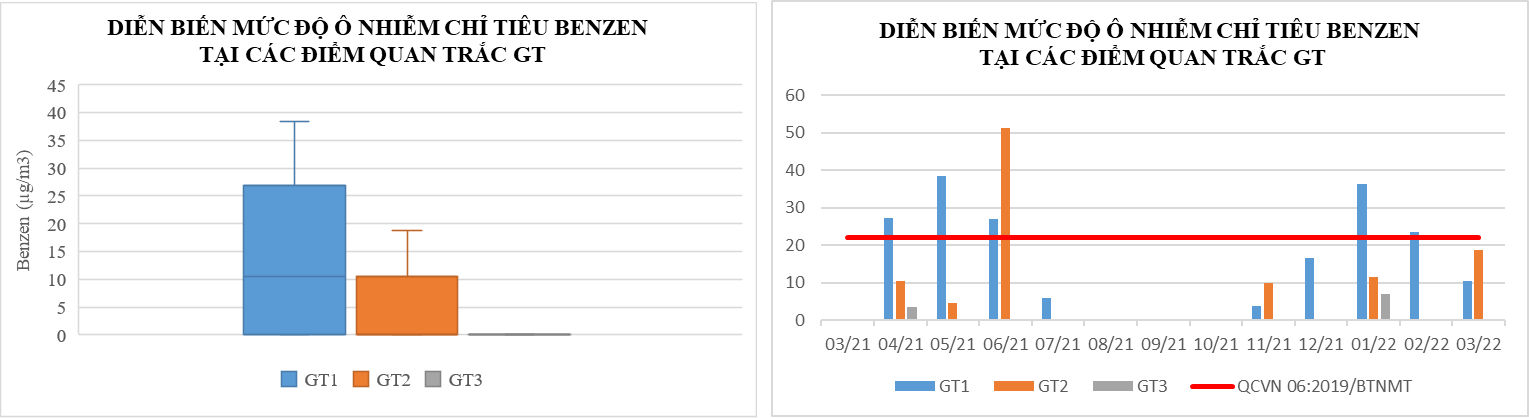 DIỄN BIẾN MỨC ĐỘ Ô NHIỄM CHỈ TIÊU BENZEN
TẠI CÁC ĐIỂM QUAN TRẮC GT
45
40
35
30
25
20
15
10
5
0
Benzen (µg/m3)
GT1 GT2 GT3
DIỄN BIẾN MỨC ĐỘ Ô NHIỄM CHỈ TIÊU BENZEN
TẠI CÁC ĐIỂM QUAN TRẮC GT
60
50
40
30
20
10
0
03/21 04/21 05/21 06/21 07/21 08/21 09/21 10/21 11/21 12/21 01/22 02/22 03/22
GT1 GT2 GT3 QCVN 06:2019/BTNMT